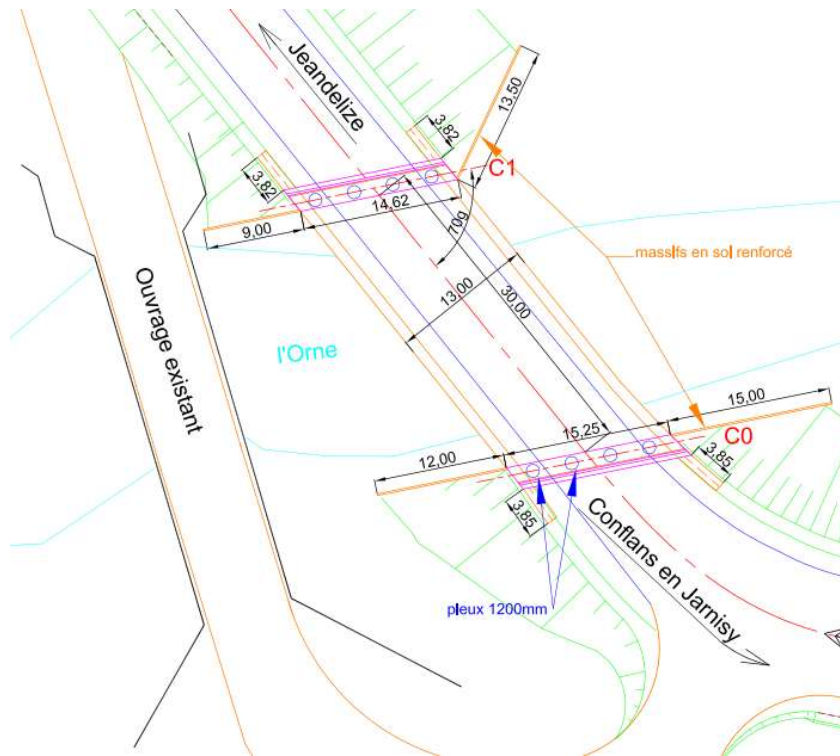 Jeandelize
13,50
3,82
C1
3,82
14,62
9,00
70g
massifs en sol renforcé
Ouvrage existant
13,00
30,00
l'Orne
15,00
15,25
C0
12,00
3,85
3,85
Conflans en Jarnisy
pieux 1200mm